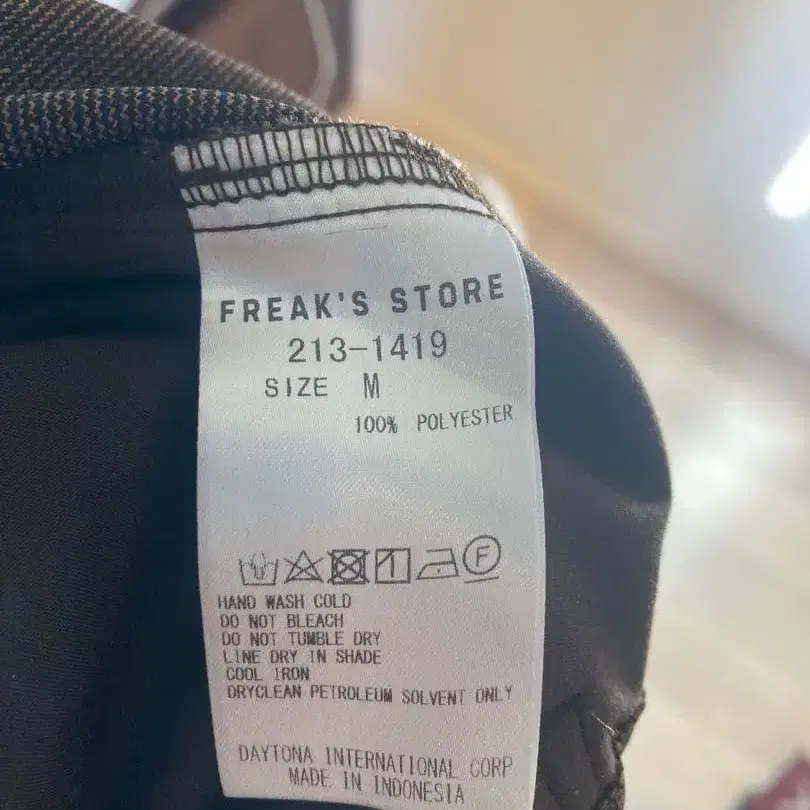 FREAK'S STORE
213-1419
SIZE M
100% POLYESTER
F
HAND WASH COLD
DO NOT BLEACH
DO NOT TUMBLE DRY
LINE DRY IN SHADE
COOL IRON
DRYCLEAN PETROLEUM SOLVENT ONLY
DAYTONA INTERNATIONAL CORP
MADE IN INDONESIA